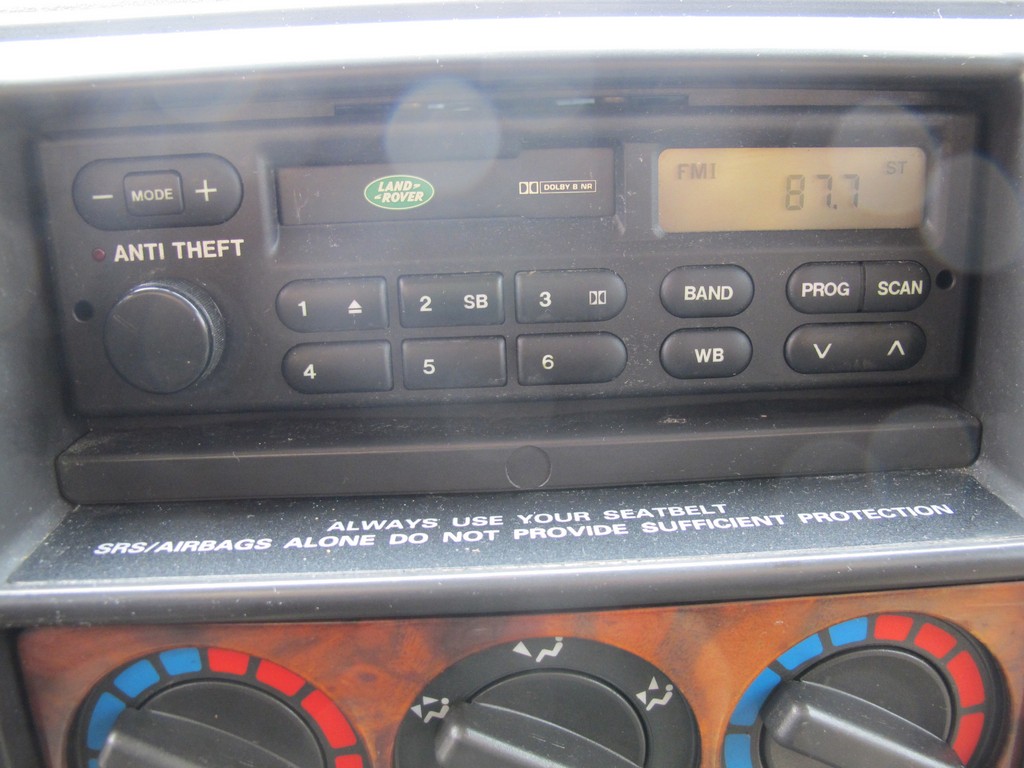 − MODE +
ANTI THEFT
LAND-
-ROVER
DOLBY B NR
FM1 ST
87.7
1 2 SB 3
4 5 6
BAND PROG SCAN
WB
ALWAYS USE YOUR SEATBELT
SRS/AIRBAGS ALONE DO NOT PROVIDE SUFFICIENT PROTECTION